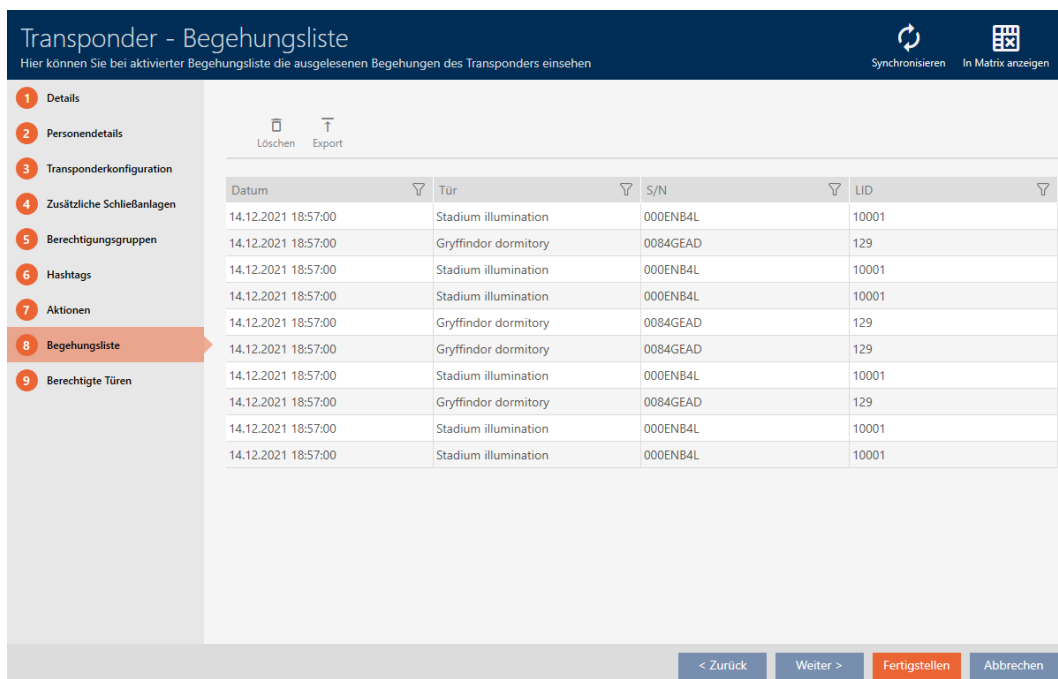 Transponder - Begehungsliste
Hier können Sie bei aktivierter Begehungsliste die ausgelesenen Begehungen des Transponders einsehen
Synchronisieren In Matrix anzeigen
1 Details
2 Personendetails
3 Transponderkonfiguration
4 Zusätzliche Schließanlagen
5 Berechtigungsgruppen
6 Hashtags
7 Aktionen
8 Begehungsliste
9 Berechtigte Türen
Löschen Export
Datum Tür S/N LID
14.12.2021 18:57:00 Stadium illumination 000ENB4L 10001
14.12.2021 18:57:00 Gryffindor dormitory 0084GEAD 129
14.12.2021 18:57:00 Stadium illumination 000ENB4L 10001
14.12.2021 18:57:00 Stadium illumination 000ENB4L 10001
14.12.2021 18:57:00 Gryffindor dormitory 0084GEAD 129
14.12.2021 18:57:00 Gryffindor dormitory 0084GEAD 129
14.12.2021 18:57:00 Stadium illumination 000ENB4L 10001
14.12.2021 18:57:00 Gryffindor dormitory 0084GEAD 129
14.12.2021 18:57:00 Stadium illumination 000ENB4L 10001
14.12.2021 18:57:00 Stadium illumination 000ENB4L 10001
< Zurück Weiter > Fertigstellen Abbrechen